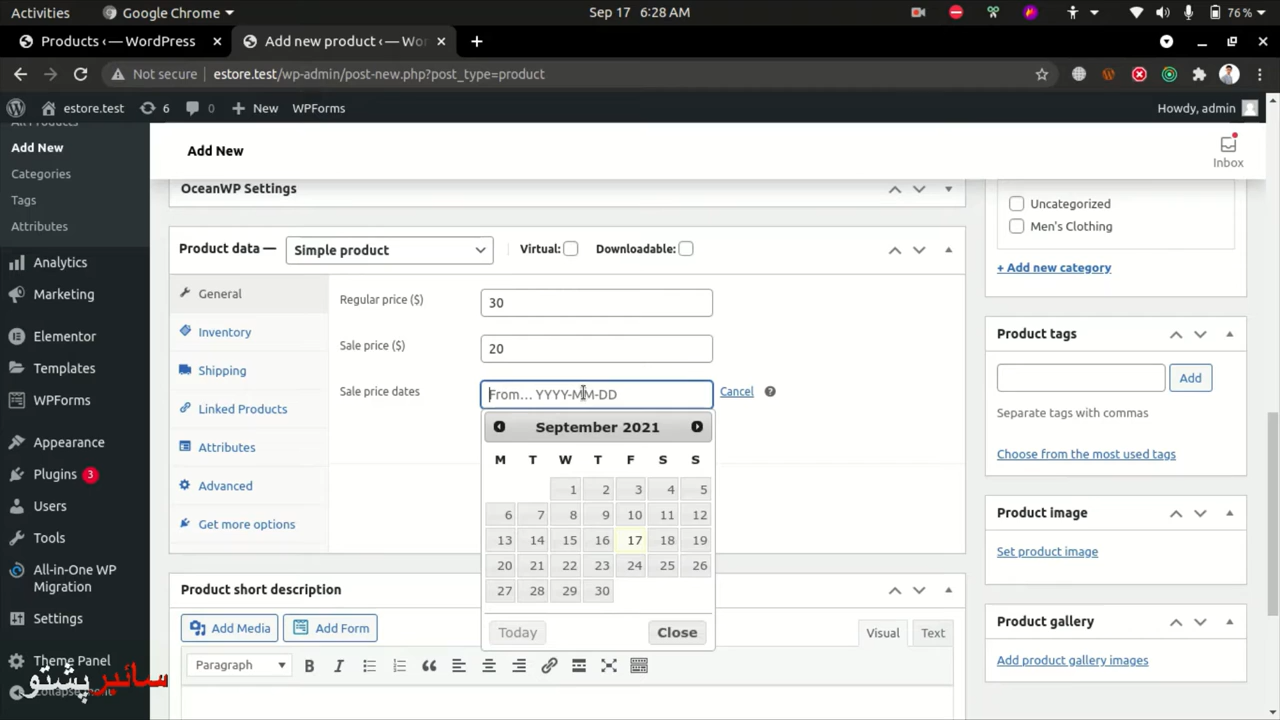 Activities
Google Chrome
Sep 17 6:28 AM
76 %
Products ‹ — WordPress
Add new product ‹ — Wor
Not secure
estore.test/wp-admin/post-new.php?post_type=product
estore.test
6
0
New
WPForms
Howdy, admin
All Products
Add New
Categories
Tags
Attributes
Analytics
Marketing
Elementor
Templates
WPForms
Appearance
Plugins 3
Users
Tools
All-in-One WP
Migration
Settings
Theme Panel
سائبر پشتو
Add New
Inbox
OceanWP Settings
Product data —
Simple product
Virtual:
Downloadable:
General
Inventory
Shipping
Linked Products
Attributes
Advanced
Get more options
Regular price ($)
30
Sale price ($)
20
Sale price dates
From… YYYY-MM-DD
Cancel
September 2021
M T W T F S S
1 2 3 4 5
6 7 8 9 10 11 12
13 14 15 16 17 18 19
20 21 22 23 24 25 26
27 28 29 30
Today
Close
Product short description
Add Media
Add Form
Visual
Text
Paragraph
Uncategorized
Men's Clothing
+ Add new category
Product tags
Add
Separate tags with commas
Choose from the most used tags
Product image
Set product image
Product gallery
Add product gallery images